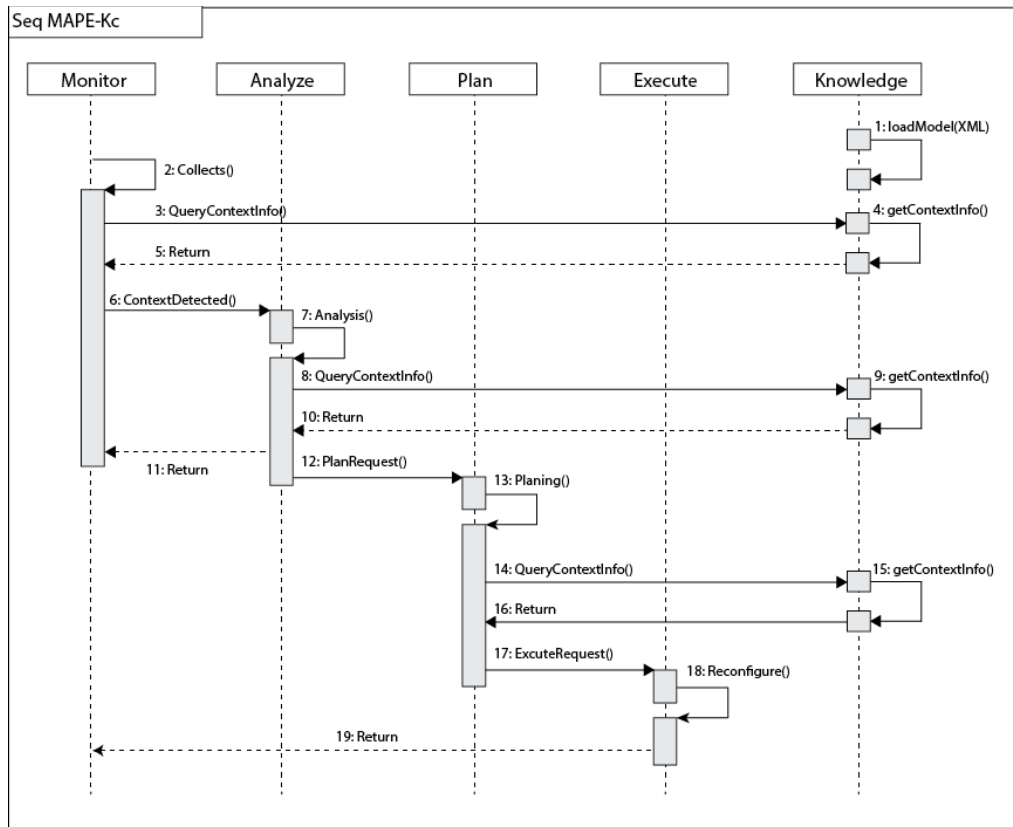 Seq MAPE-Kc
Monitor
Analyze
Plan
Execute
Knowledge
1: loadModel(XML)
2: Collects()
3: QueryContextInfo()
4: getContextInfo()
5: Return
6: ContextDetected()
7: Analysis()
8: QueryContextInfo()
9: getContextInfo()
10: Return
11: Return
12: PlanRequest()
13: Planing()
14: QueryContextInfo()
15: getContextInfo()
16: Return
17: ExcuteRequest()
18: Reconfigure()
19: Return